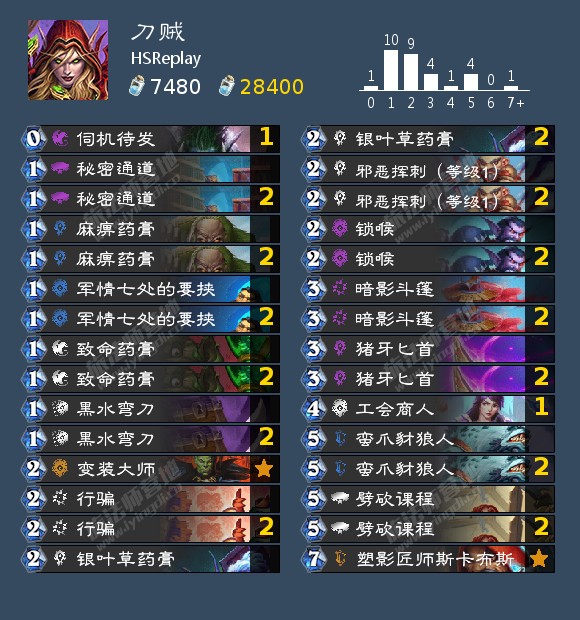 刀贼
HSReplay
7480 28400
1 10 9 4 1 4 0 1
0 1 2 3 4 5 6 7+
0 伺机待发 1
1 秘密通道
1 秘密通道 2
1 麻痹药膏
1 麻痹药膏 2
1 军情七处的要挟
1 军情七处的要挟 2
1 致命药膏
1 致命药膏 2
1 黑水弯刀
1 黑水弯刀 2
2 变装大师
2 行骗
2 行骗 2
2 银叶草药膏
2 银叶草药膏 2
2 邪恶挥刺（等级1）
2 邪恶挥刺（等级1） 2
2 锁喉
2 锁喉 2
3 暗影斗篷
3 暗影斗篷 2
3 猪牙匕首
3 猪牙匕首 2
4 工会商人 1
5 蛮爪豺狼人
5 蛮爪豺狼人 2
5 劈砍课程
5 劈砍课程 2
7 塑影匠师斯卡布斯